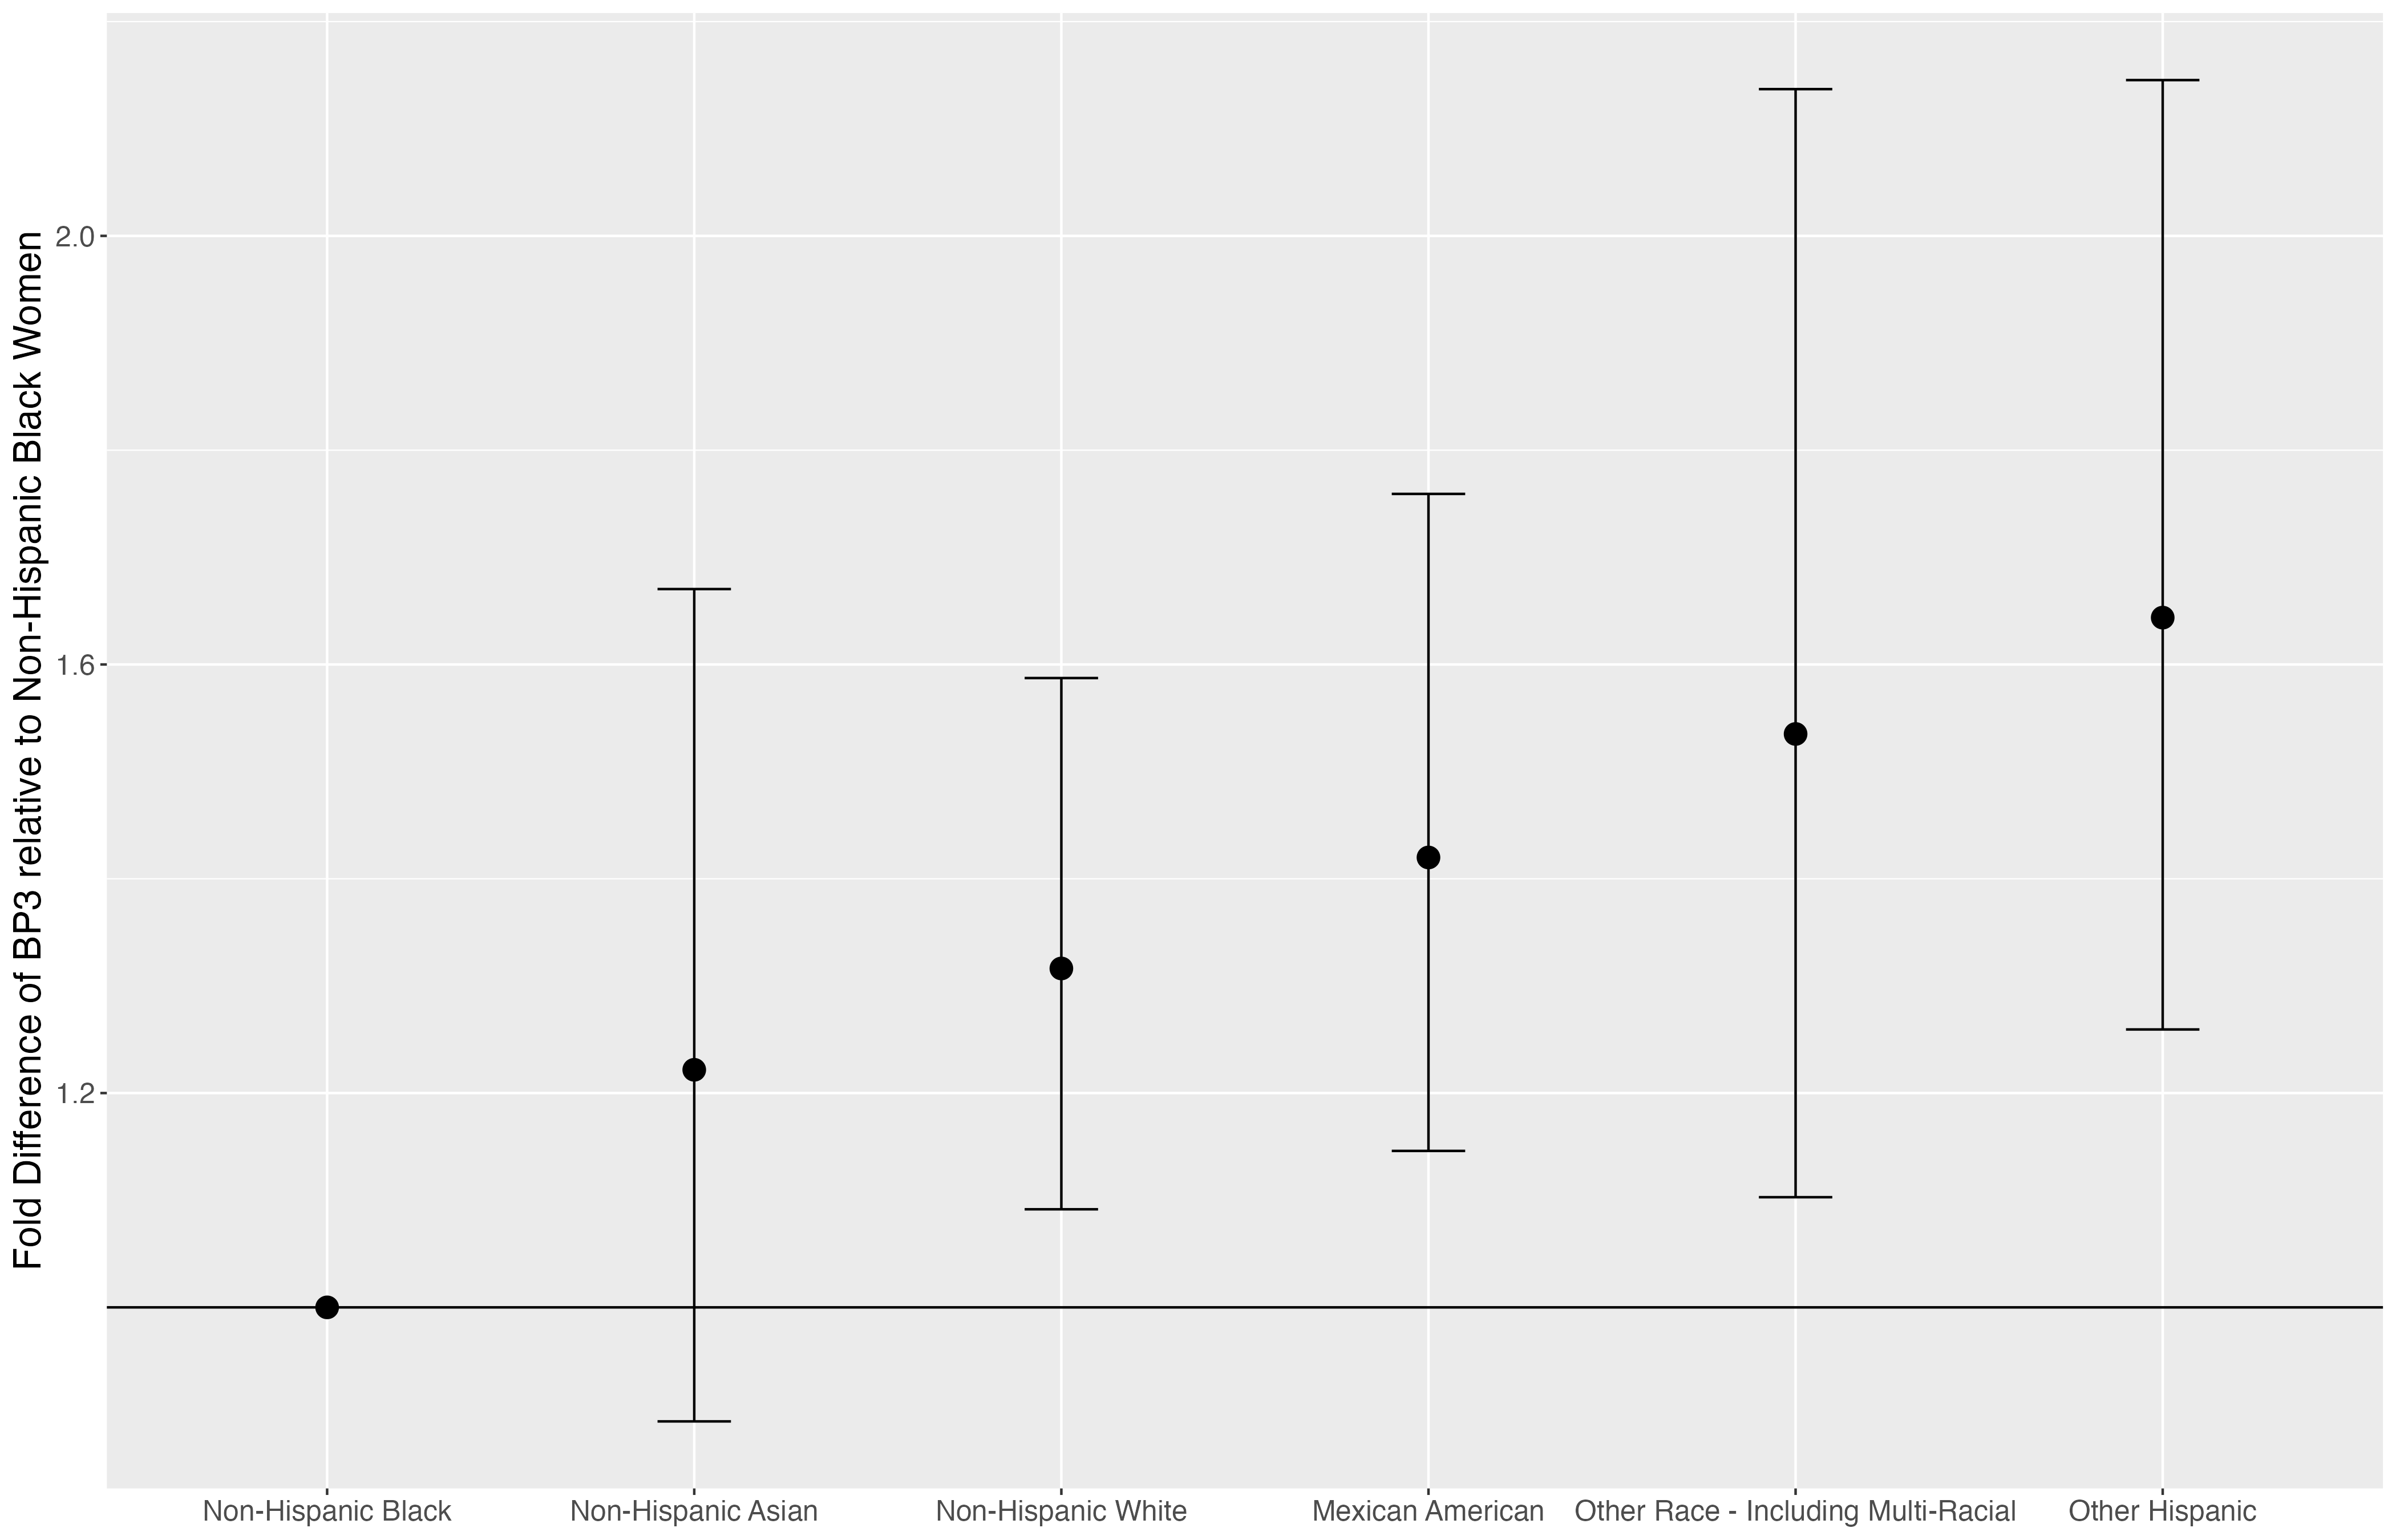 Fold Difference of BP3 relative to Non-Hispanic Black Women
2.0
1.6
1.2
Non-Hispanic Black
Non-Hispanic Asian
Non-Hispanic White
Mexican American
Other Race - Including Multi-Racial
Other Hispanic